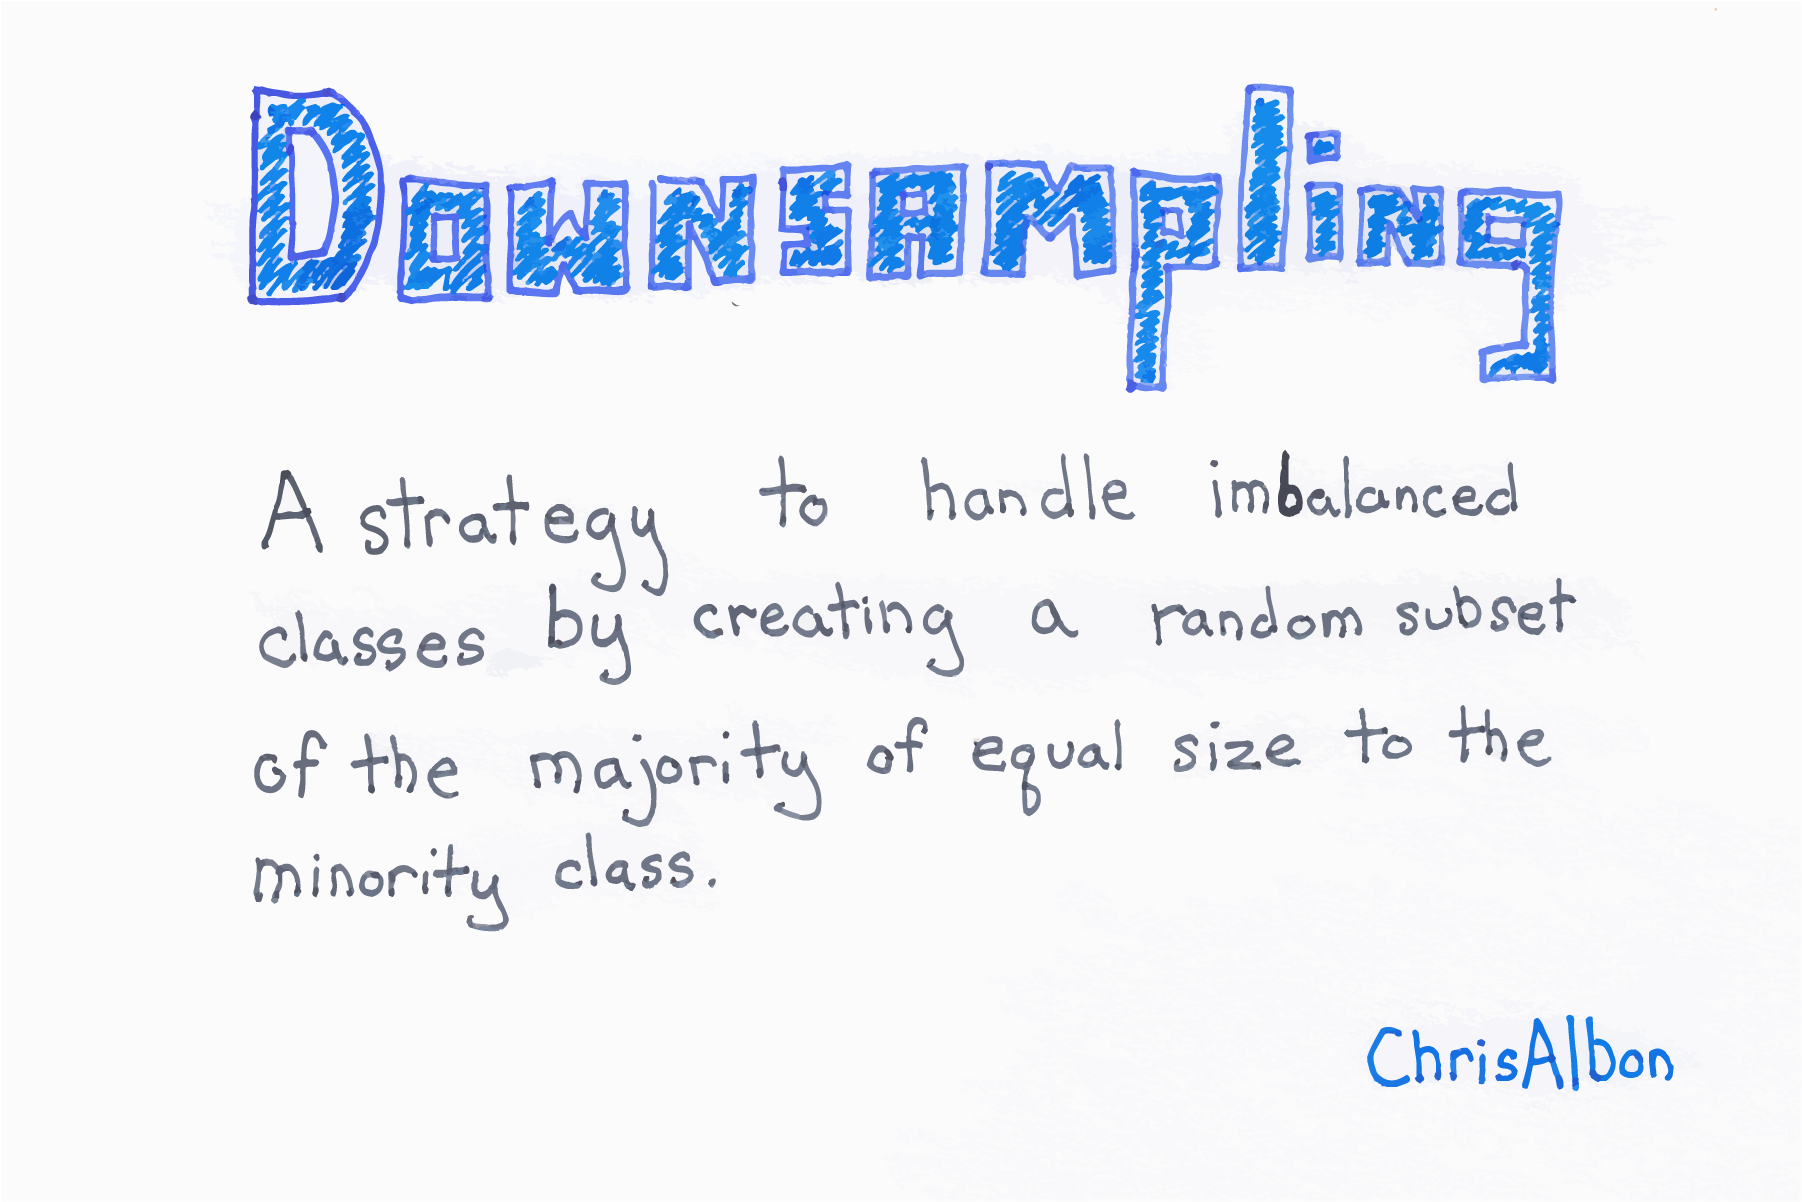 Downsampling
A strategy to handle imbalanced
classes by creating a random subset
of the majority of equal size to the
minority class.
ChrisAlbon